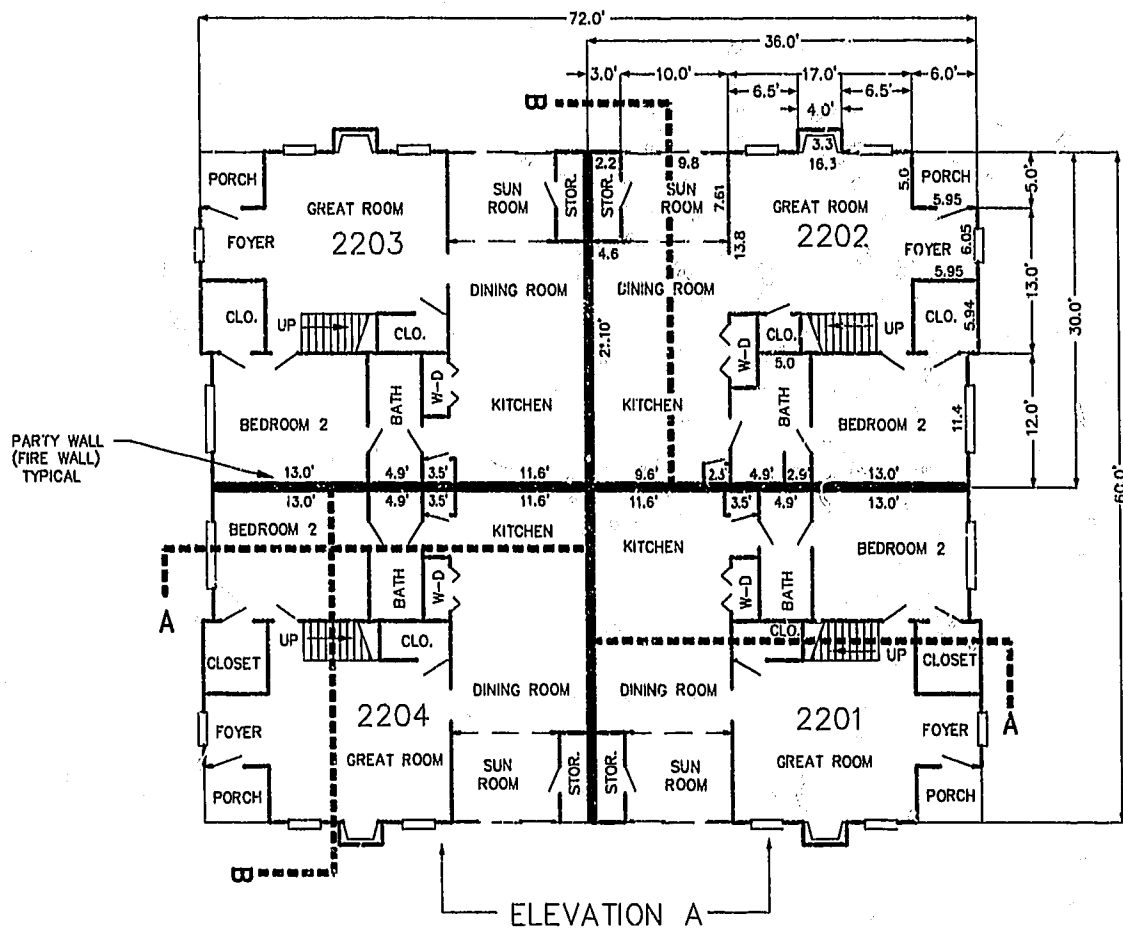 72.0'
36.0'
3.0' 10.0' 17.0' 6.0'
6.5' 6.5'
4.0'
B
3.3
2.2 9.8 16.3
PORCH SUN ROOM STOR. STOR. SUN ROOM 7.61 5.0 PORCH 5.0'
GREAT ROOM GREAT ROOM 5.95
2203 2202
FOYER 4.6 13.8 FOYER 6.05
DINING ROOM DINING ROOM 5.95 13.0' 30.0'
CLO. UP CLO. CLO. UP CLO. 5.94
5.0
W-D W-D
BATH KITCHEN KITCHEN BATH
BEDROOM 2 BEDROOM 2 11.4 12.0'
PARTY WALL
(FIRE WALL)
TYPICAL
13.0' 4.9' 3.5' 11.6' 9.6' 4.9' 2.9' 13.0'
13.0' 4.9' 3.5' 11.6' 11.6' 3.5' 4.9' 13.0'
60.0'
BEDROOM 2 KITCHEN KITCHEN BEDROOM 2
A BATH W-D W-D BATH
UP CLO. CLO. UP
CLOSET CLOSET
DINING ROOM DINING ROOM
2204 2201 A
FOYER FOYER
GREAT ROOM GREAT ROOM
PORCH SUN ROOM STOR. STOR. SUN ROOM PORCH
B
ELEVATION A